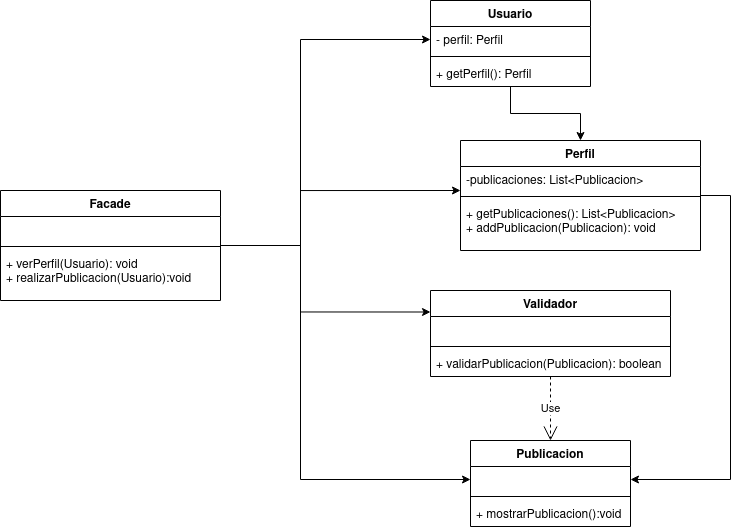 Usuario
- perfil: Perfil
+ getPerfil(): Perfil
Perfil
-publicaciones: List<Publicacion>
+ getPublicaciones(): List<Publicacion>
+ addPublicacion(Publicacion): void
Facade
+ verPerfil(Usuario): void
+ realizarPublicacion(Usuario):void
Validador
+ validarPublicacion(Publicacion): boolean
Use
Publicacion
+ mostrarPublicacion():void